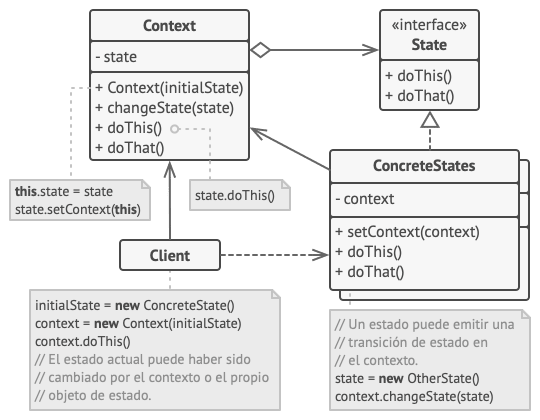 Context
- state
+ Context(initialState)
+ changeState(state)
+ doThis()
+ doThat()
«interface»
State
+ doThis()
+ doThat()
this.state = state
state.setContext(this)
state.doThis()
ConcreteStates
- context
+ setContext(context)
+ doThis()
+ doThat()
Client
initialState = new ConcreteState()
context = new Context(initialState)
context.doThis()
// El estado actual puede haber sido
// cambiado por el contexto o el propio
// objeto de estado.
// Un estado puede emitir una
// transición de estado en
// el contexto.
state = new OtherState()
context.changeState(state)